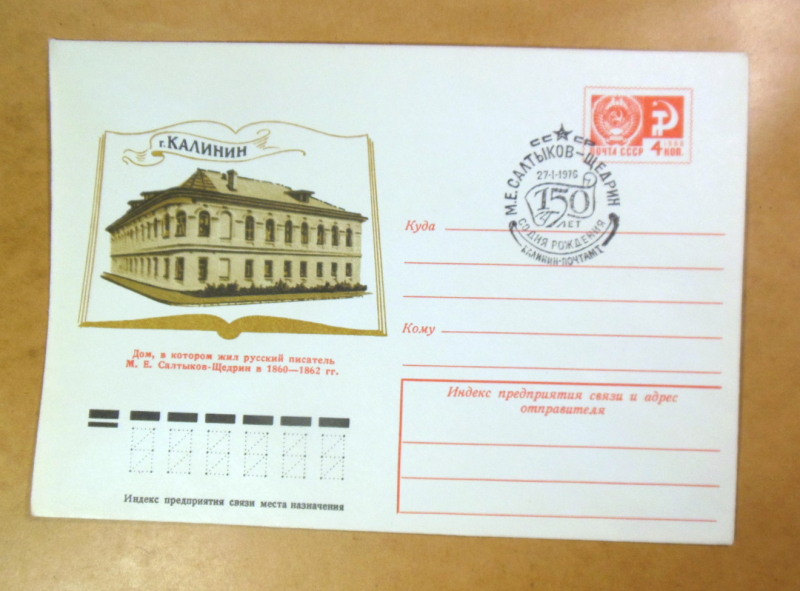 г. КАЛИНИН
Дом, в котором жил русский писатель
М. Е. Салтыков-Щедрин в 1860—1862 гг.
Индекс предприятия связи места назначения
ПОЧТА СССР
4 КОП.
М.Е. САЛТЫКОВ-ЩЕДРИН
27-1-1976
150
ЛЕТ
СО ДНЯ РОЖДЕНИЯ
КАЛИНИН-ПОЧТАМТ
Куда
Кому
Индекс предприятия связи и адрес
отправителя